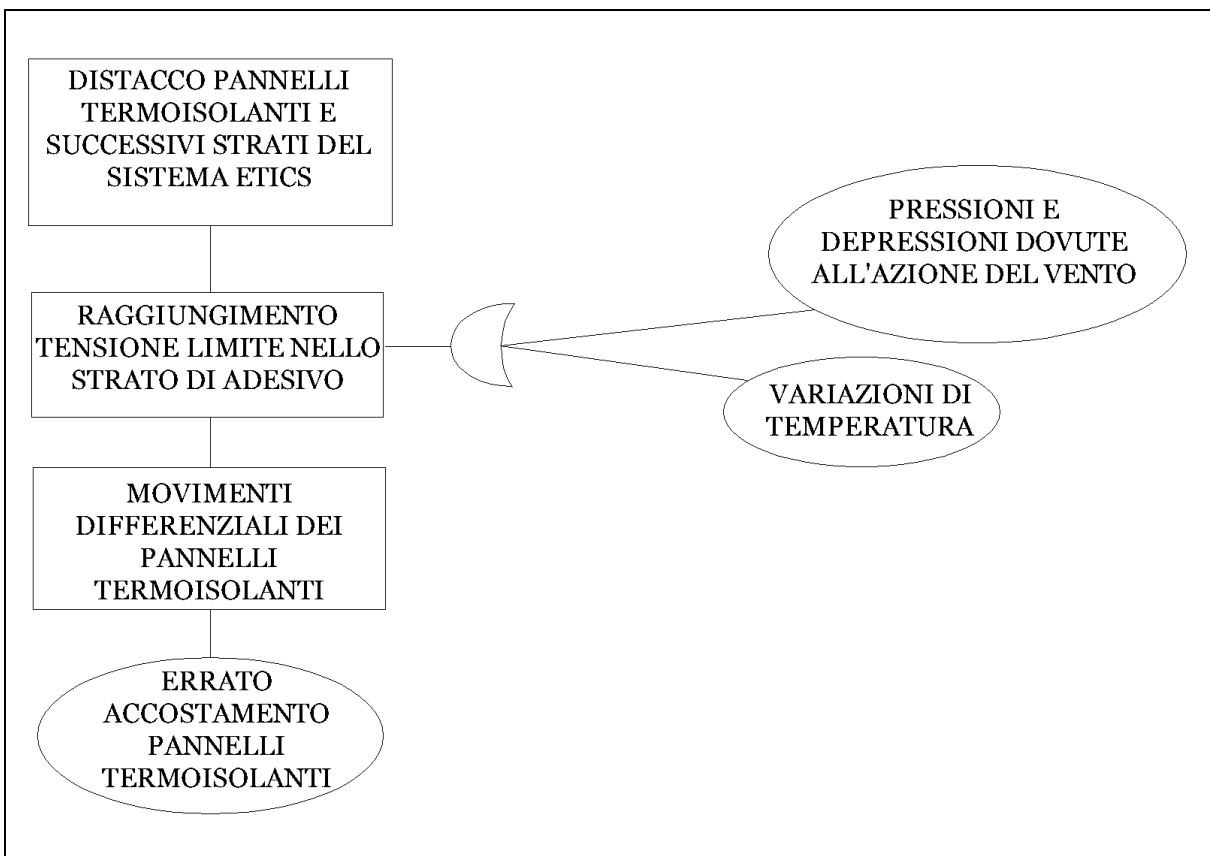 DISTACCO PANNELLI
TERMOISOLANTI E
SUCCESSIVI STRATI DEL
SISTEMA ETICS
PRESSIONI E
DEPRESSIONI DOVUTE
ALL'AZIONE DEL VENTO
RAGGIUNGIMENTO
TENSIONE LIMITE NELLO
STRATO DI ADESIVO
VARIAZIONI DI
TEMPERATURA
MOVIMENTI
DIFFERENZIALI DEI
PANNELLI
TERMOISOLANTI
ERRATO
ACCOSTAMENTO
PANNELLI
TERMOISOLANTI